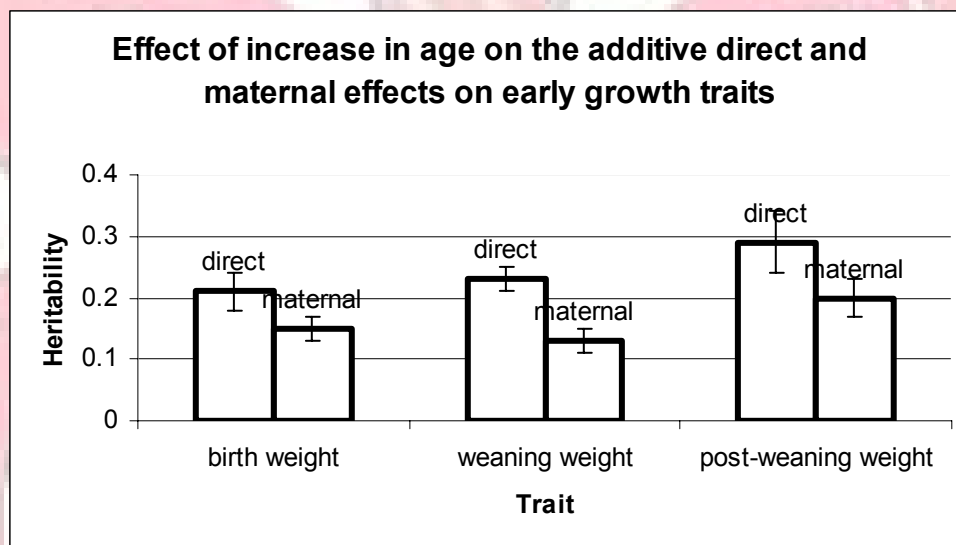 Effect of increase in age on the additive direct and
maternal effects on early growth traits
Heritability
0.4
0.3
0.2
0.1
0
direct
maternal
direct
maternal
direct
maternal
birth weight
weaning weight
post-weaning weight
Trait